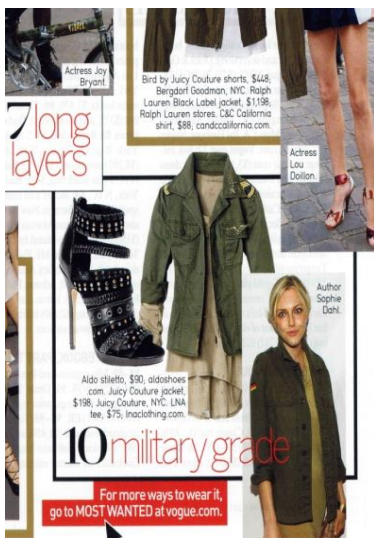 Actress Joy
Bryant.
Bird by Juicy Couture shorts, $448,
Bergdorf Goodman, NYC. Ralph
Lauren Black Label jacket, $1,198,
Ralph Lauren stores. C&C California
shirt, $88, candccalifornia.com.
7 long
layers
Actress
Lou
Doillon.
Author
Sophie
Dahl.
Aldo stiletto, $90, aldoshoes
.com. Juicy Couture jacket,
$198, Juicy Couture, NYC. LNA
tee, $75, lnaclothing.com.
10 military grade
For more ways to wear it,
go to MOST WANTED at vogue.com.